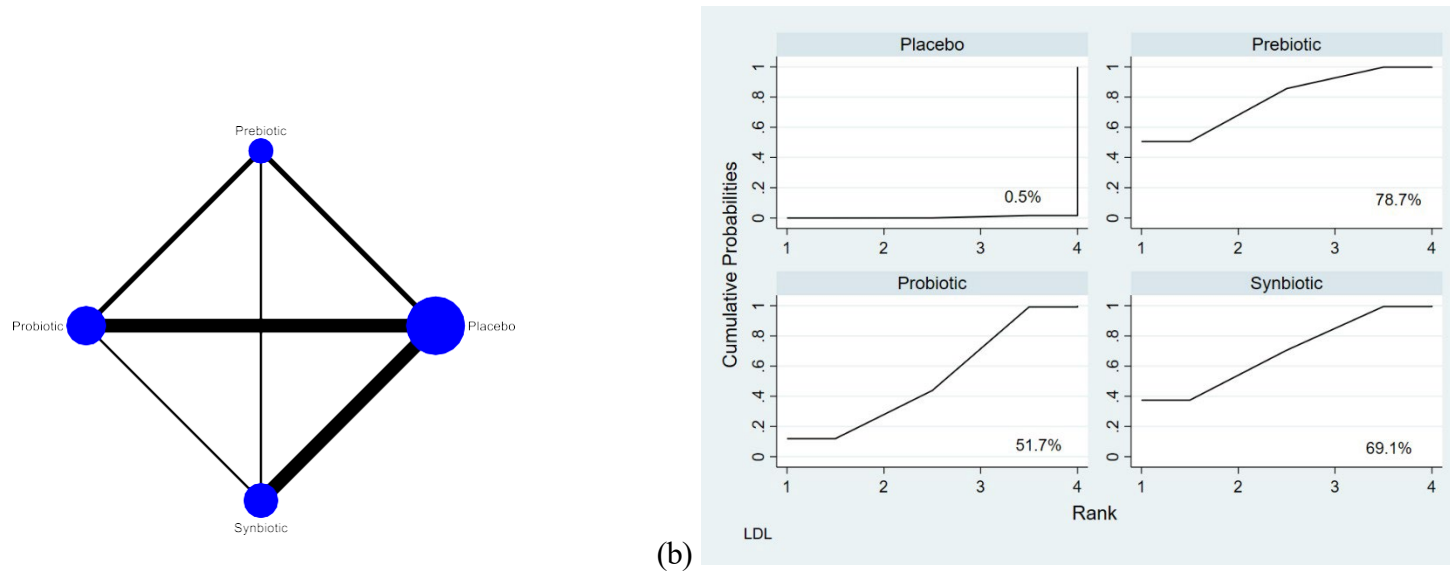 Prebiotic
Probiotic
Placebo
Synbiotic
(b)
Cumulative Probabilities
Placebo
0 .2 .4 .6 .8 1
0.5%
1 2 3 4
Prebiotic
0 .2 .4 .6 .8 1
78.7%
1 2 3 4
Probiotic
0 .2 .4 .6 .8 1
51.7%
1 2 3 4
Synbiotic
0 .2 .4 .6 .8 1
69.1%
1 2 3 4
Rank
LDL